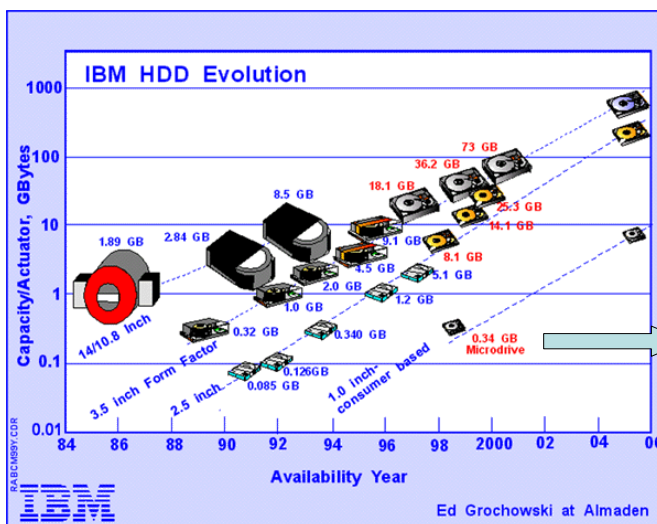 IBM HDD Evolution
Capacity/Actuator, GBytes
1000
100
10
1
0.1
0.01
1.89 GB
2.84 GB
8.5 GB
18.1 GB
36.2 GB
73 GB
9.1 GB
4.5 GB
2.0 GB
1.0 GB
0.32 GB
25.3 GB
14.1 GB
8.1 GB
5.1 GB
1.2 GB
0.340 GB
0.126GB
0.085 GB
0.34 GB
Microdrive
14/10.8 Inch
3.5 inch Form Factor
2.5 inch
1.0 inch-
consumer based
84 86 88 90 92 94 96 98 2000 02 04 06
Availability Year
RABCM99Y.CDR
IBM
Ed Grochowski at Almaden